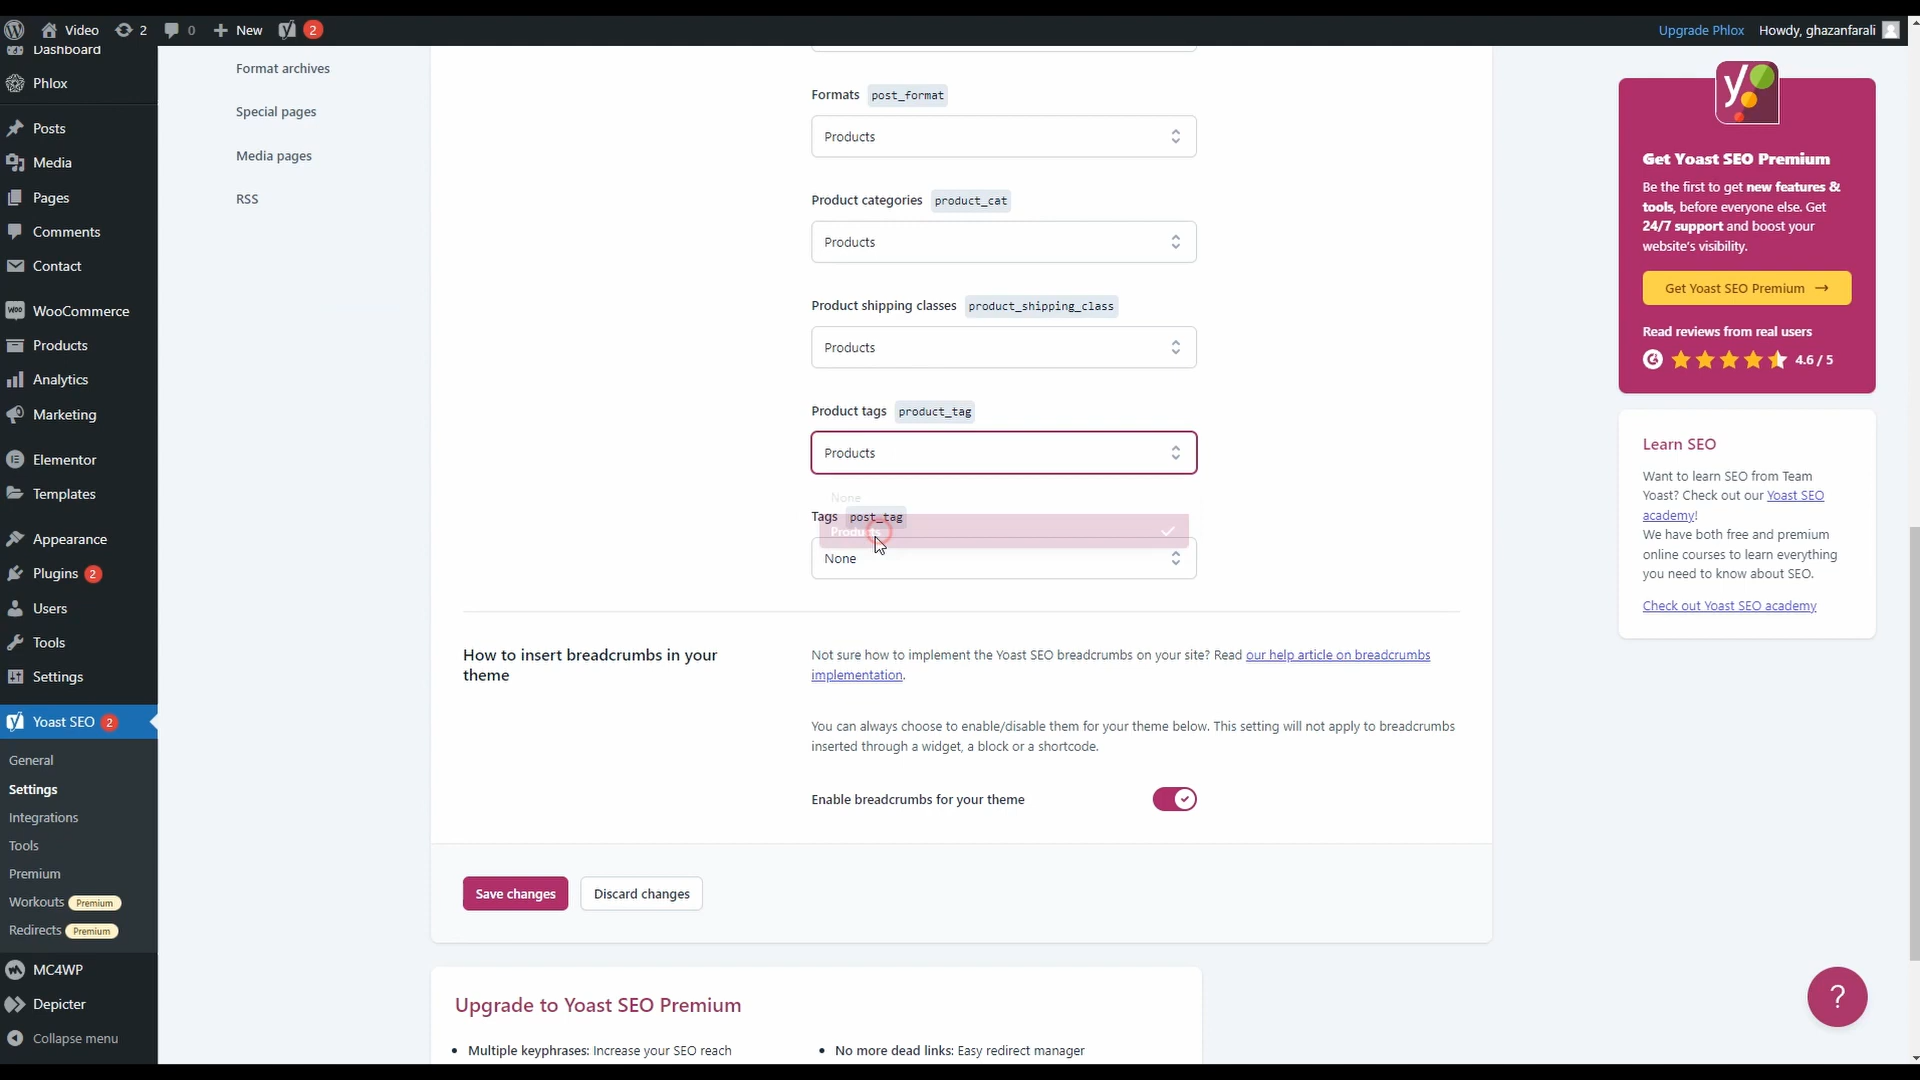 Video
2
0
New
2
Upgrade Phlox
Howdy, ghazanfarali
Dashboard
Phlox
Posts
Media
Pages
Comments
Contact
WooCommerce
Products
Analytics
Marketing
Elementor
Templates
Appearance
Plugins 2
Users
Tools
Settings
Yoast SEO 2
General
Settings
Integrations
Tools
Premium
Workouts Premium
Redirects Premium
MC4WP
Depicter
Collapse menu
Format archives
Special pages
Media pages
RSS
Formats post_format
Products
Product categories product_cat
Products
Product shipping classes product_shipping_class
Products
Product tags product_tag
Products
None
Tags post_tag
Products
None
How to insert breadcrumbs in your
theme
Not sure how to implement the Yoast SEO breadcrumbs on your site? Read our help article on breadcrumbs
implementation.
You can always choose to enable/disable them for your theme below. This setting will not apply to breadcrumbs
inserted through a widget, a block or a shortcode.
Enable breadcrumbs for your theme
Save changes
Discard changes
Upgrade to Yoast SEO Premium
• Multiple keyphrases: Increase your SEO reach
• No more dead links: Easy redirect manager
Get Yoast SEO Premium
Be the first to get new features &
tools, before everyone else. Get
24/7 support and boost your
website's visibility.
Get Yoast SEO Premium →
Read reviews from real users
4.6 / 5
Learn SEO
Want to learn SEO from Team
Yoast? Check out our Yoast SEO
academy!
We have both free and premium
online courses to learn everything
you need to know about SEO.
Check out Yoast SEO academy
?